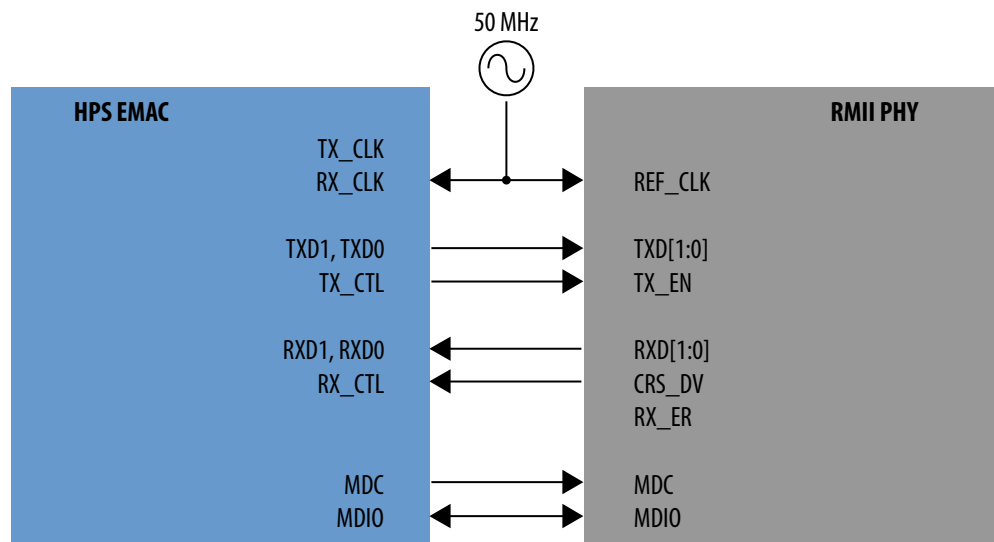 50 MHz
HPS EMAC
RMII PHY
TX_CLK
RX_CLK
REF_CLK
TXD1, TXD0
TXD[1:0]
TX_CTL
TX_EN
RXD1, RXD0
RXD[1:0]
RX_CTL
CRS_DV
RX_ER
MDC
MDC
MDIO
MDIO